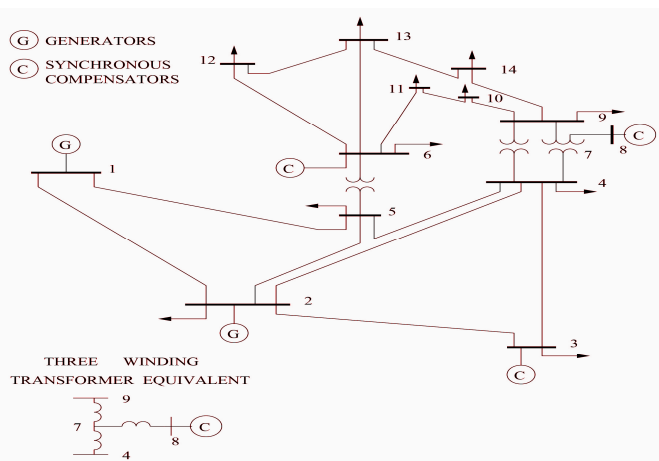 G GENERATORS
C SYNCHRONOUS
COMPENSATORS
13
12
14
11
10
9
G
C
6
7
8
C
1
4
5
2
G
3
C
THREE WINDING
TRANSFORMER EQUIVALENT
9
7
8
C
4